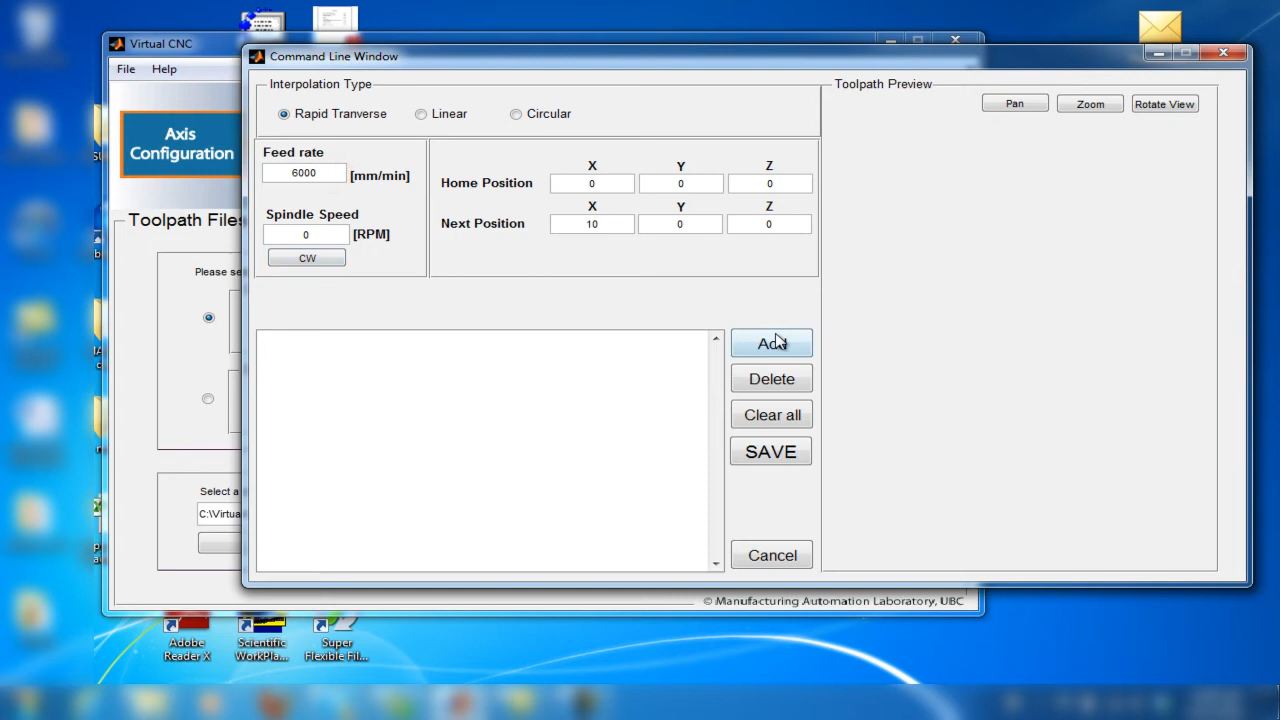 Virtual CNC
File Help
Axis
Configuration
Toolpath Files
Please se
Select a
C:\Virtua
Command Line Window
Interpolation Type
Rapid Tranverse Linear Circular
Feed rate
6000 [mm/min]
Spindle Speed
0 [RPM]
CW
X Y Z
Home Position 0 0 0
X Y Z
Next Position 10 0 0
Add
Delete
Clear all
SAVE
Cancel
Toolpath Preview
Pan Zoom Rotate View
© Manufacturing Automation Laboratory, UBC
Adobe
Reader X
Scientific
WorkPla...
Super
Flexible Fil...